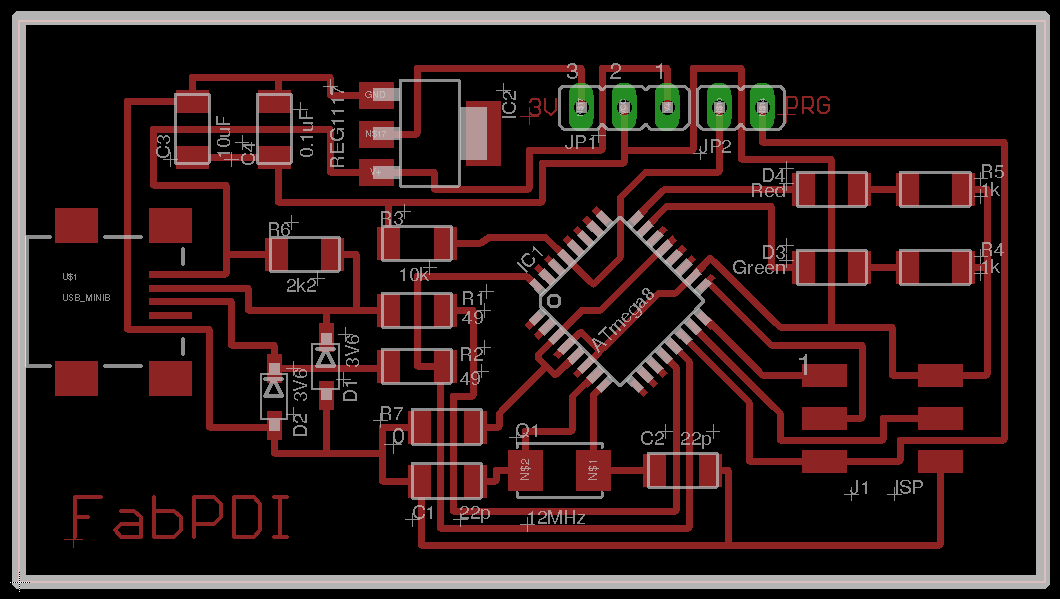 3 2 1
3V
PRG
JP1
JP2
C3
10uF
C4
0.1uF
REG1117
GND
N$17
V+
IC2
D4
Red
R5
1k
D3
Green
R4
1k
R6
2k2
R3
10k
IC1
ATmega8
U$1
USB_MINIB
R1
49
R2
49
D1
3V6
D2
3V6
R7
0
C1
22p
Q1
N$2
N$1
12MHz
C2
22p
1
J1
ISP
FabPDI